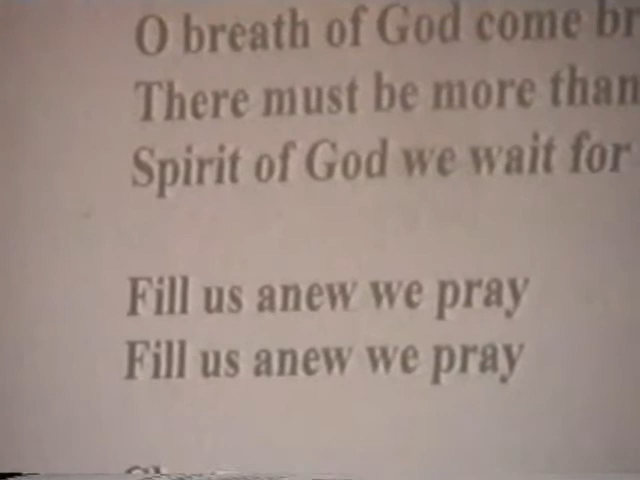 O breath of God come
There must be more than
Spirit of God we wait for
Fill us anew we pray
Fill us anew we pray